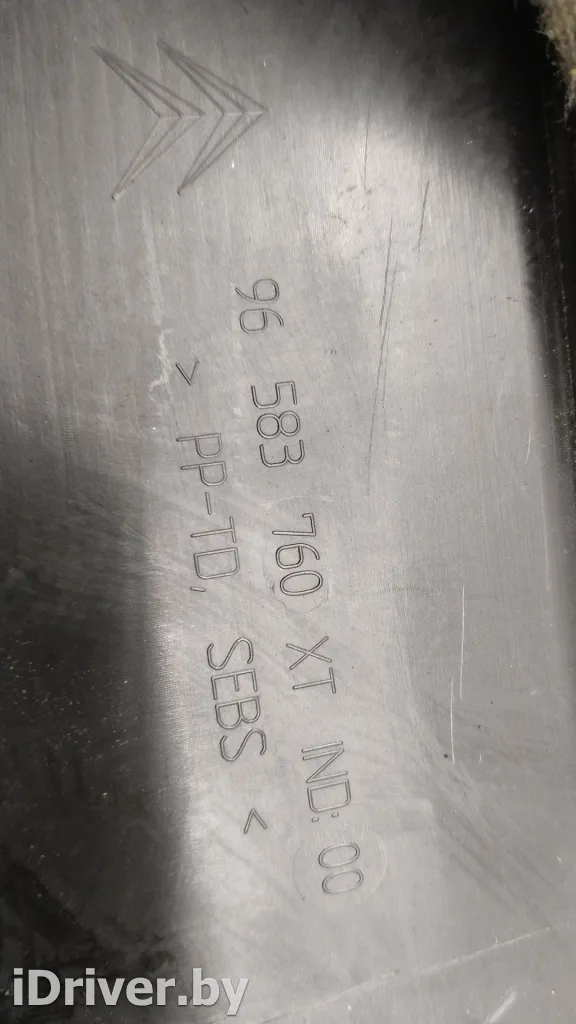 96 583 760 XT IND: 00
> PP-TD, SEBS <
iDriver.by